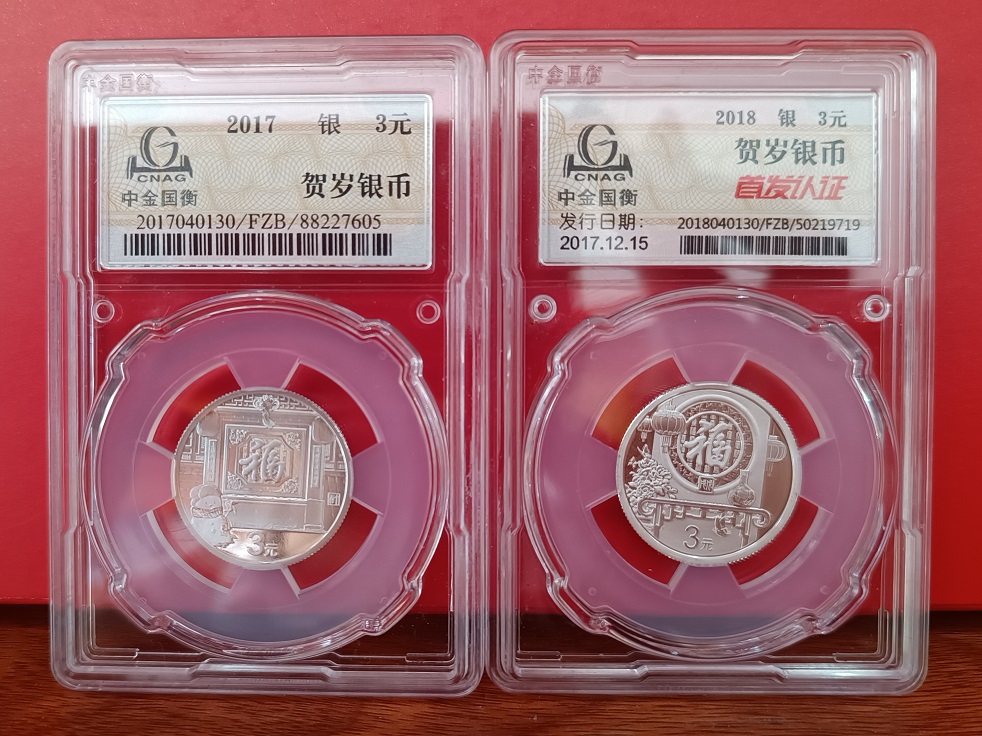 中金国衡
2017 银 3元
CNAG
贺岁银币
中金国衡
2017040130/FZB/88227605
福
3元
中金国衡
2018 银 3元
贺岁银币
CNAG
首发认证
中金国衡
发行日期:
2018040130/FZB/50219719
2017.12.15
福
3元